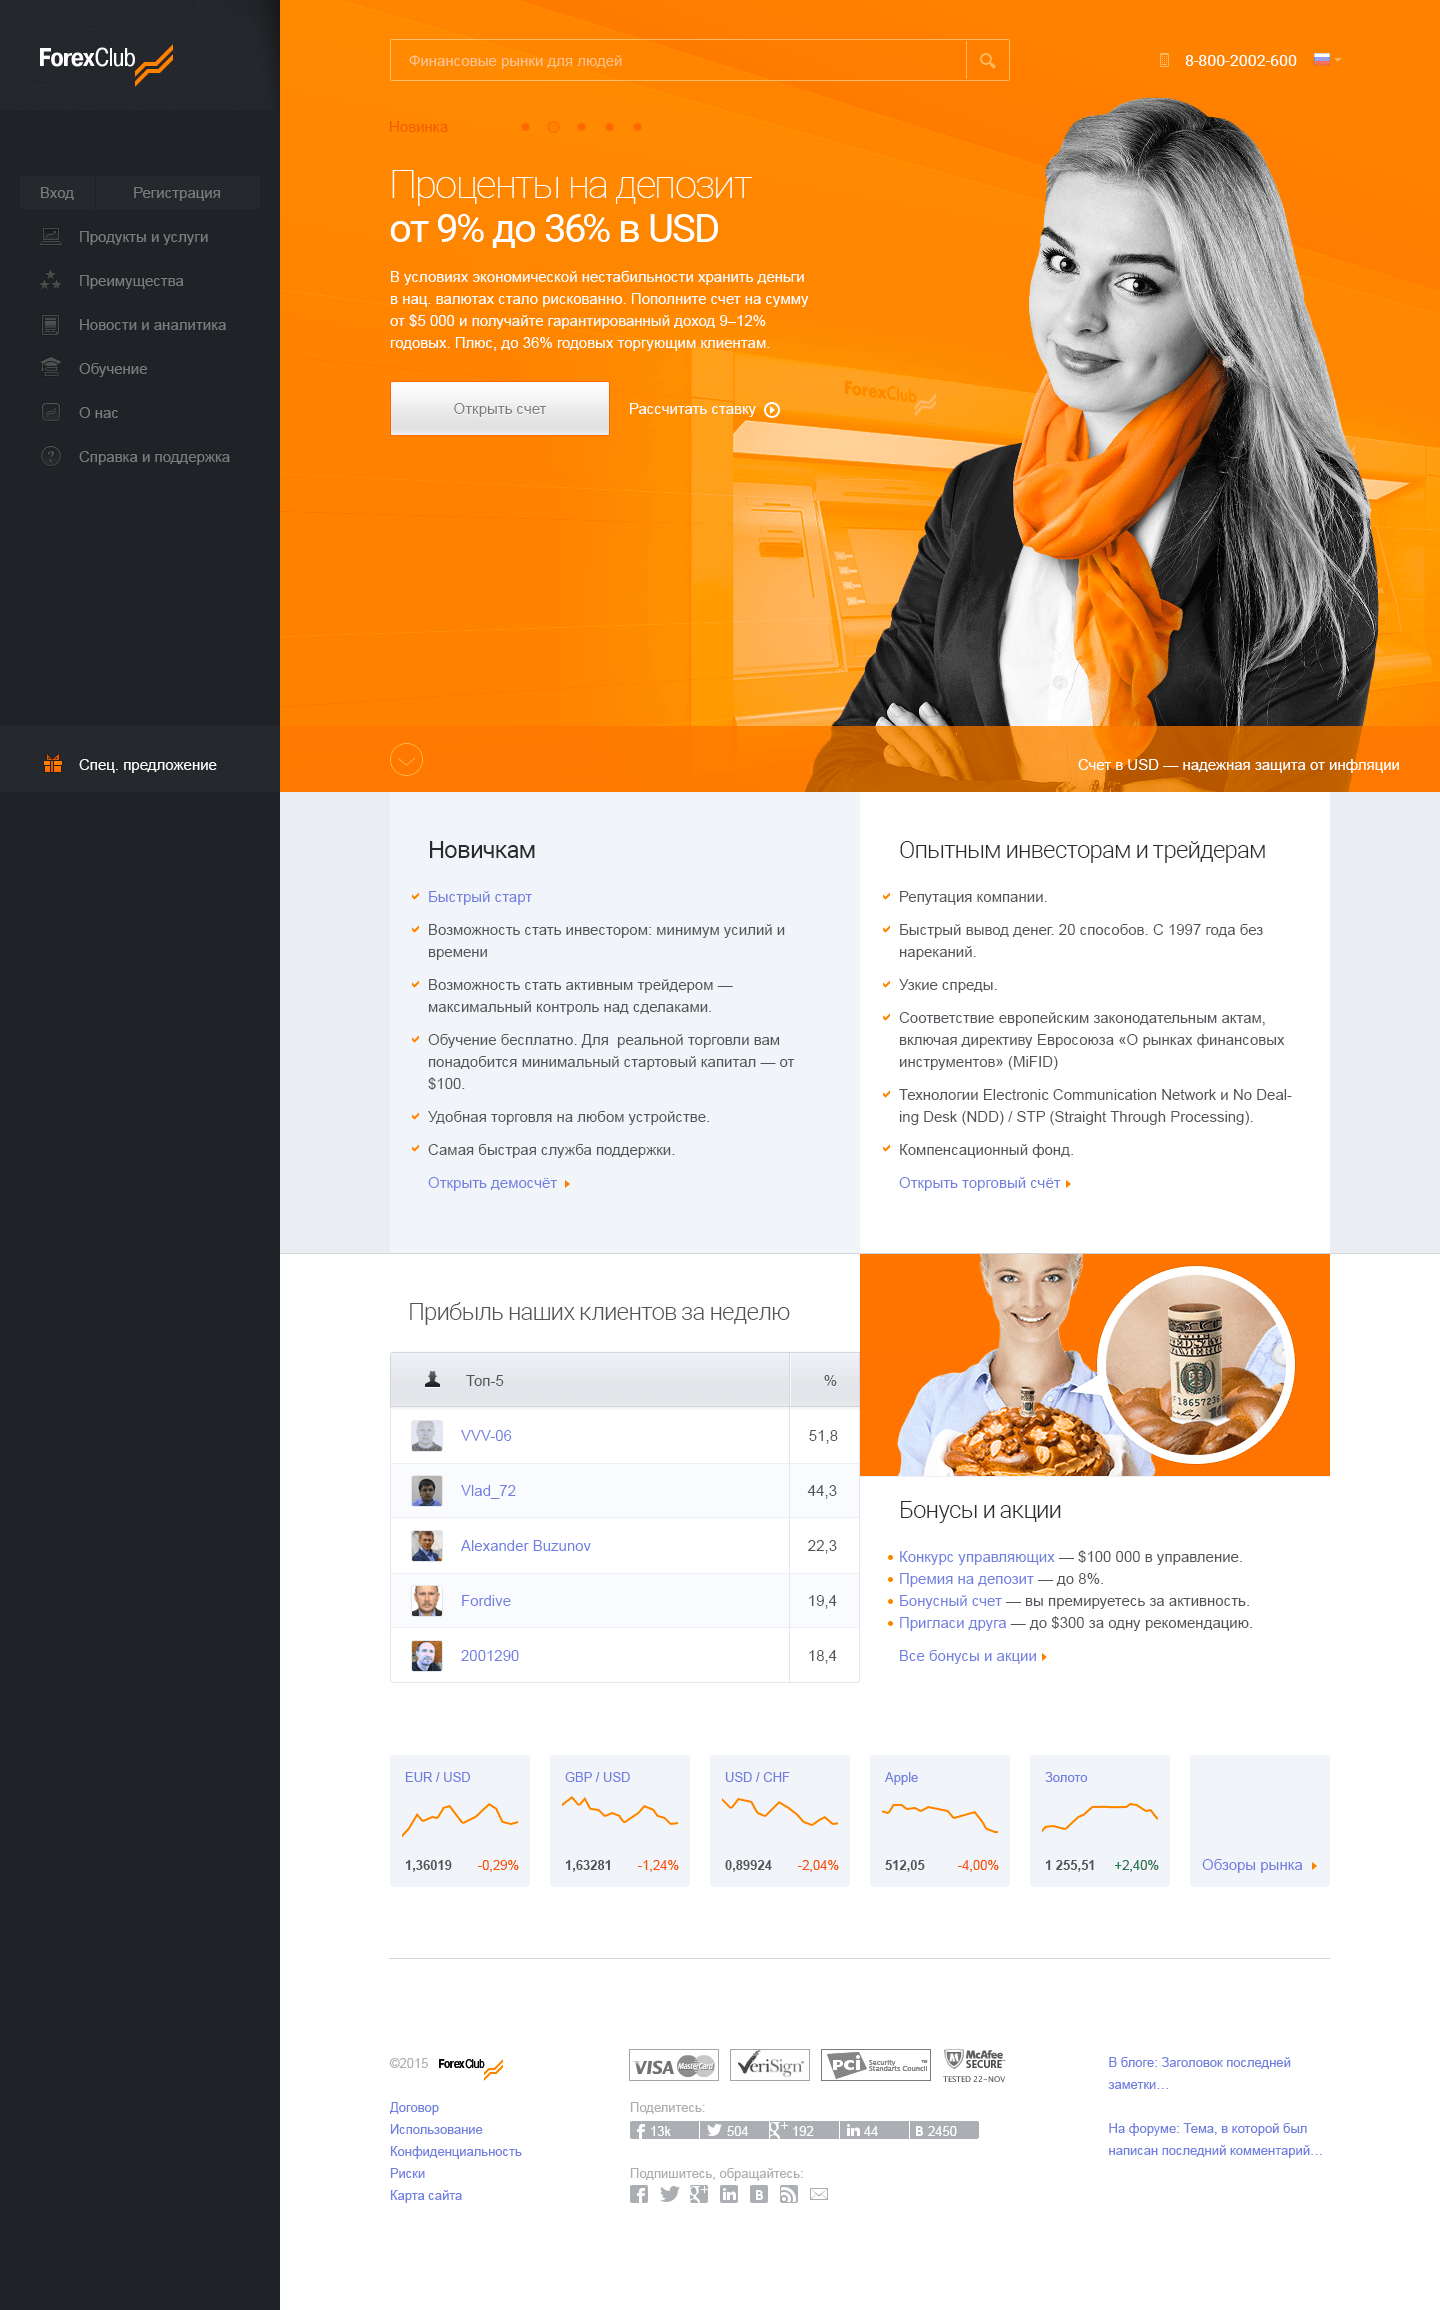 ForexClub
Финансовые рынки для людей
8-800-2002-600
Вход
Регистрация
Продукты и услуги
Преимущества
Новости и аналитика
Обучение
О нас
Справка и поддержка
Спец. предложение
Новинка
Проценты на депозит
от 9% до 36% в USD
В условиях экономической нестабильности хранить деньги
в нац. валютах стало рискованно. Пополните счет на сумму
от $5 000 и получайте гарантированный доход 9–12%
годовых. Плюс, до 36% годовых торгующим клиентам.
Открыть счет
Рассчитать ставку
ForexClub
Счет в USD — надежная защита от инфляции
Новичкам
Быстрый старт
Возможность стать инвестором: минимум усилий и
времени
Возможность стать активным трейдером —
максимальный контроль над сделаками.
Обучение бесплатно. Для реальной торговли вам
понадобится минимальный стартовый капитал — от
$100.
Удобная торговля на любом устройстве.
Самая быстрая служба поддержки.
Открыть демосчёт
Опытным инвесторам и трейдерам
Репутация компании.
Быстрый вывод денег. 20 способов. С 1997 года без
нареканий.
Узкие спреды.
Соответствие европейским законодательным актам,
включая директиву Евросоюза «О рынках финансовых
инструментов» (MiFID)
Технологии Electronic Communication Network и No Deal-
ing Desk (NDD) / STP (Straight Through Processing).
Компенсационный фонд.
Открыть торговый счёт
Прибыль наших клиентов за неделю
Топ-5 %
VVV-06 51,8
Vlad_72 44,3
Alexander Buzunov 22,3
Fordive 19,4
2001290 18,4
18657236
Бонусы и акции
Конкурс управляющих — $100 000 в управление.
Премия на депозит — до 8%.
Бонусный счет — вы премируетесь за активность.
Пригласи друга — до $300 за одну рекомендацию.
Все бонусы и акции
EUR / USD
1,36019 -0,29%
GBP / USD
1,63281 -1,24%
USD / CHF
0,89924 -2,04%
Apple
512,05 -4,00%
Золото
1 255,51 +2,40%
Обзоры рынка
©2015 ForexClub
Договор
Использование
Конфиденциальность
Риски
Карта сайта
VISA MasterCard
VeriSign
PCI Security
Standarts Council
McAfee
SECURE
TESTED 22-NOV
Поделитесь:
13k 504 192 44 В 2450
Подпишитесь, обращайтесь:
В блоге: Заголовок последней
заметки…
На форуме: Тема, в которой был
написан последний комментарий…